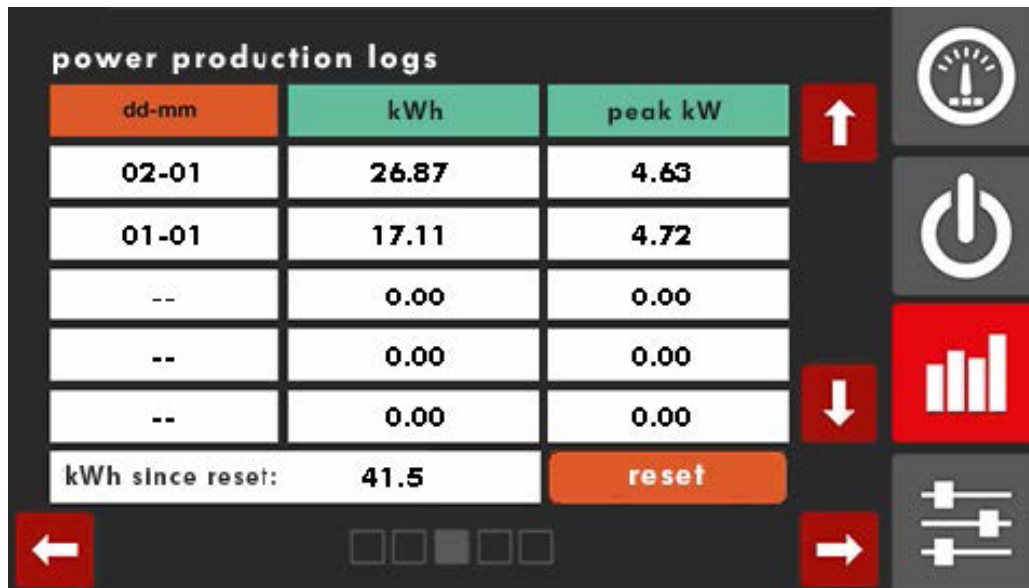 power production logs
dd-mm kWh peak kW
02-01 26.87 4.63
01-01 17.11 4.72
-- 0.00 0.00
-- 0.00 0.00
-- 0.00 0.00
kWh since reset: 41.5 reset